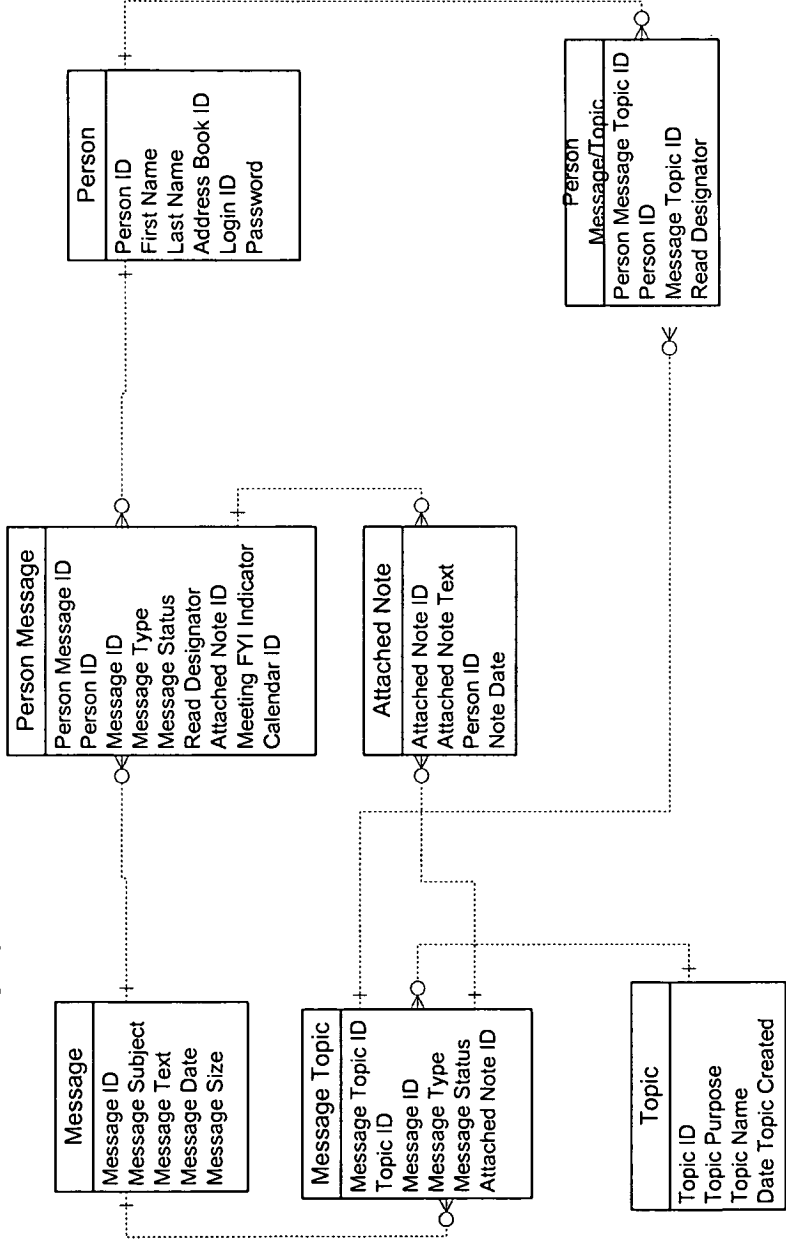 Message
Message ID
Message Subject
Message Text
Message Date
Message Size
Person Message
Person Message ID
Person ID
Message ID
Message Type
Message Status
Read Designator
Attached Note ID
Meeting FYI Indicator
Calendar ID
Person
Person ID
First Name
Last Name
Address Book ID
Login ID
Password
Message Topic
Message Topic ID
Topic ID
Message ID
Message Type
Message Status
Attached Note ID
Attached Note
Attached Note ID
Attached Note Text
Person ID
Note Date
Topic
Topic ID
Topic Purpose
Topic Name
Date Topic Created
Person
Message/Topic
Person Message Topic ID
Person ID
Message Topic ID
Read Designator